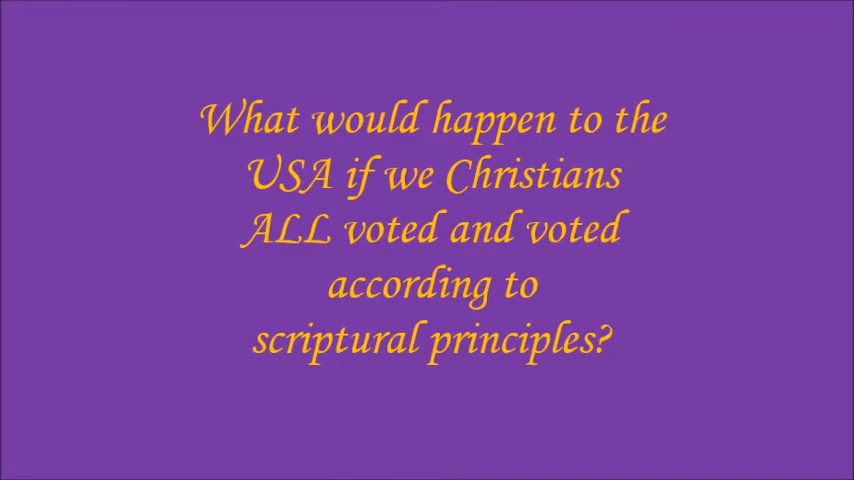 What would happen to the
USA if we Christians
ALL voted and voted
according to
scriptural principles?